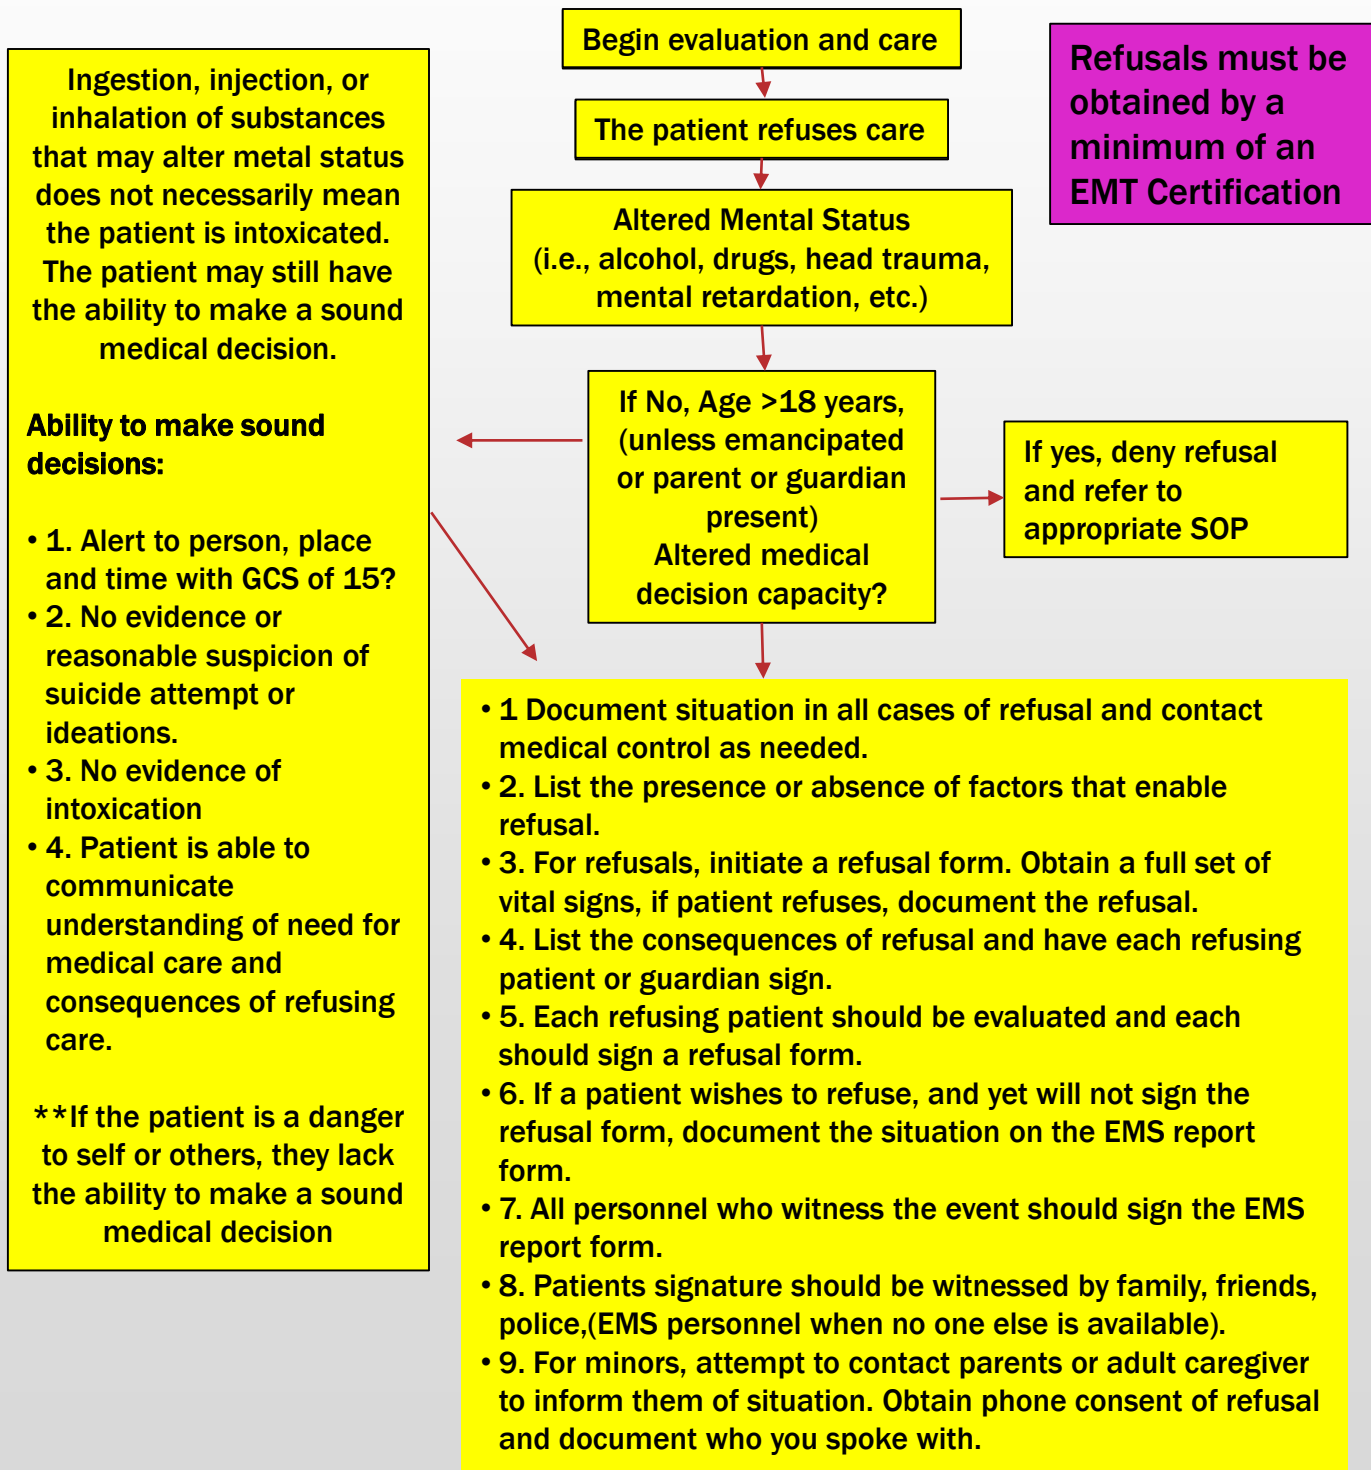 Begin evaluation and care
The patient refuses care
Altered Mental Status
(i.e., alcohol, drugs, head trauma,
mental retardation, etc.)
Refusals must be
obtained by a
minimum of an
EMT Certification
Ingestion, injection, or
inhalation of substances
that may alter metal status
does not necessarily mean
the patient is intoxicated.
The patient may still have
the ability to make a sound
medical decision.
Ability to make sound
decisions:
• 1. Alert to person, place
and time with GCS of 15?
• 2. No evidence or
reasonable suspicion of
suicide attempt or
ideations.
• 3. No evidence of
intoxication
• 4. Patient is able to
communicate
understanding of need for
medical care and
consequences of refusing
care.
**If the patient is a danger
to self or others, they lack
the ability to make a sound
medical decision
If No, Age >18 years,
(unless emancipated
or parent or guardian
present)
Altered medical
decision capacity?
If yes, deny refusal
and refer to
appropriate SOP
• 1 Document situation in all cases of refusal and contact
medical control as needed.
• 2. List the presence or absence of factors that enable
refusal.
• 3. For refusals, initiate a refusal form. Obtain a full set of
vital signs, if patient refuses, document the refusal.
• 4. List the consequences of refusal and have each refusing
patient or guardian sign.
• 5. Each refusing patient should be evaluated and each
should sign a refusal form.
• 6. If a patient wishes to refuse, and yet will not sign the
refusal form, document the situation on the EMS report
form.
• 7. All personnel who witness the event should sign the EMS
report form.
• 8. Patients signature should be witnessed by family, friends,
police,(EMS personnel when no one else is available).
• 9. For minors, attempt to contact parents or adult caregiver
to inform them of situation. Obtain phone consent of refusal
and document who you spoke with.